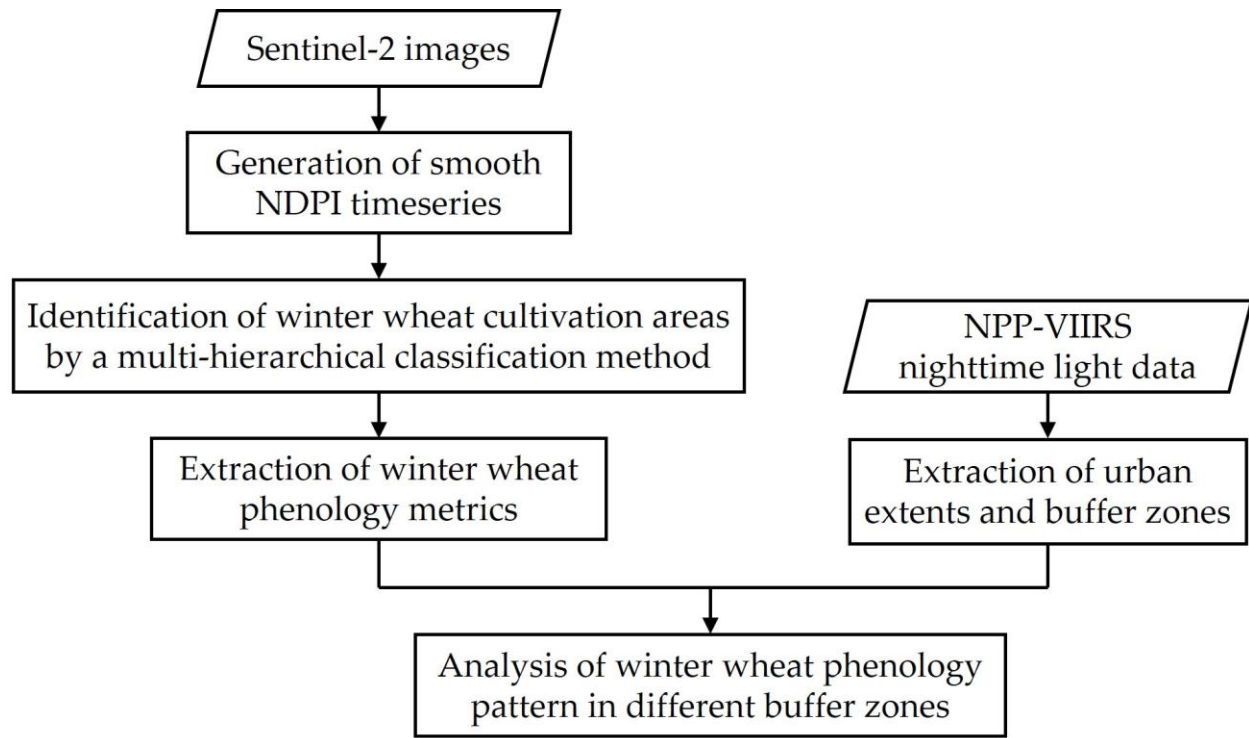 Sentinel-2 images
Generation of smooth
NDPI timeseries
Identification of winter wheat cultivation areas
by a multi-hierarchical classification method
Extraction of winter wheat
phenology metrics
NPP-VIIRS
nighttime light data
Extraction of urban
extents and buffer zones
Analysis of winter wheat phenology
pattern in different buffer zones